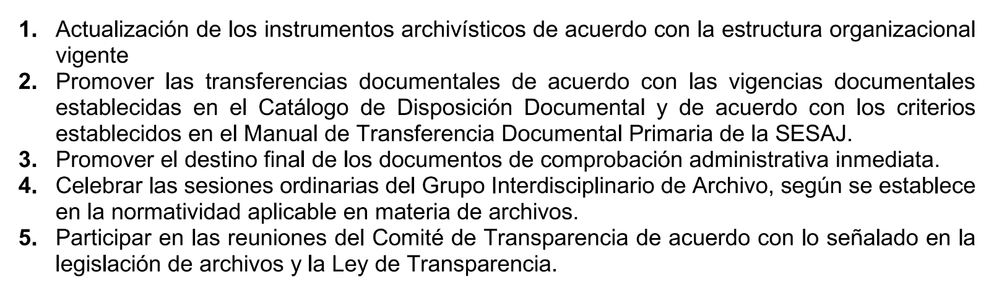 1. Actualización de los instrumentos archivísticos de acuerdo con la estructura organizacional
vigente
2. Promover las transferencias documentales de acuerdo con las vigencias documentales
establecidas en el Catálogo de Disposición Documental y de acuerdo con los criterios
establecidos en el Manual de Transferencia Documental Primaria de la SESAJ.
3. Promover el destino final de los documentos de comprobación administrativa inmediata.
4. Celebrar las sesiones ordinarias del Grupo Interdisciplinario de Archivo, según se establece
en la normatividad aplicable en materia de archivos.
5. Participar en las reuniones del Comité de Transparencia de acuerdo con lo señalado en la
legislación de archivos y la Ley de Transparencia.